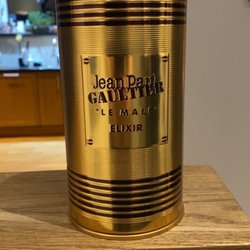 Jean Paul
GAULTIER
"LE MALE"
ELIXIR